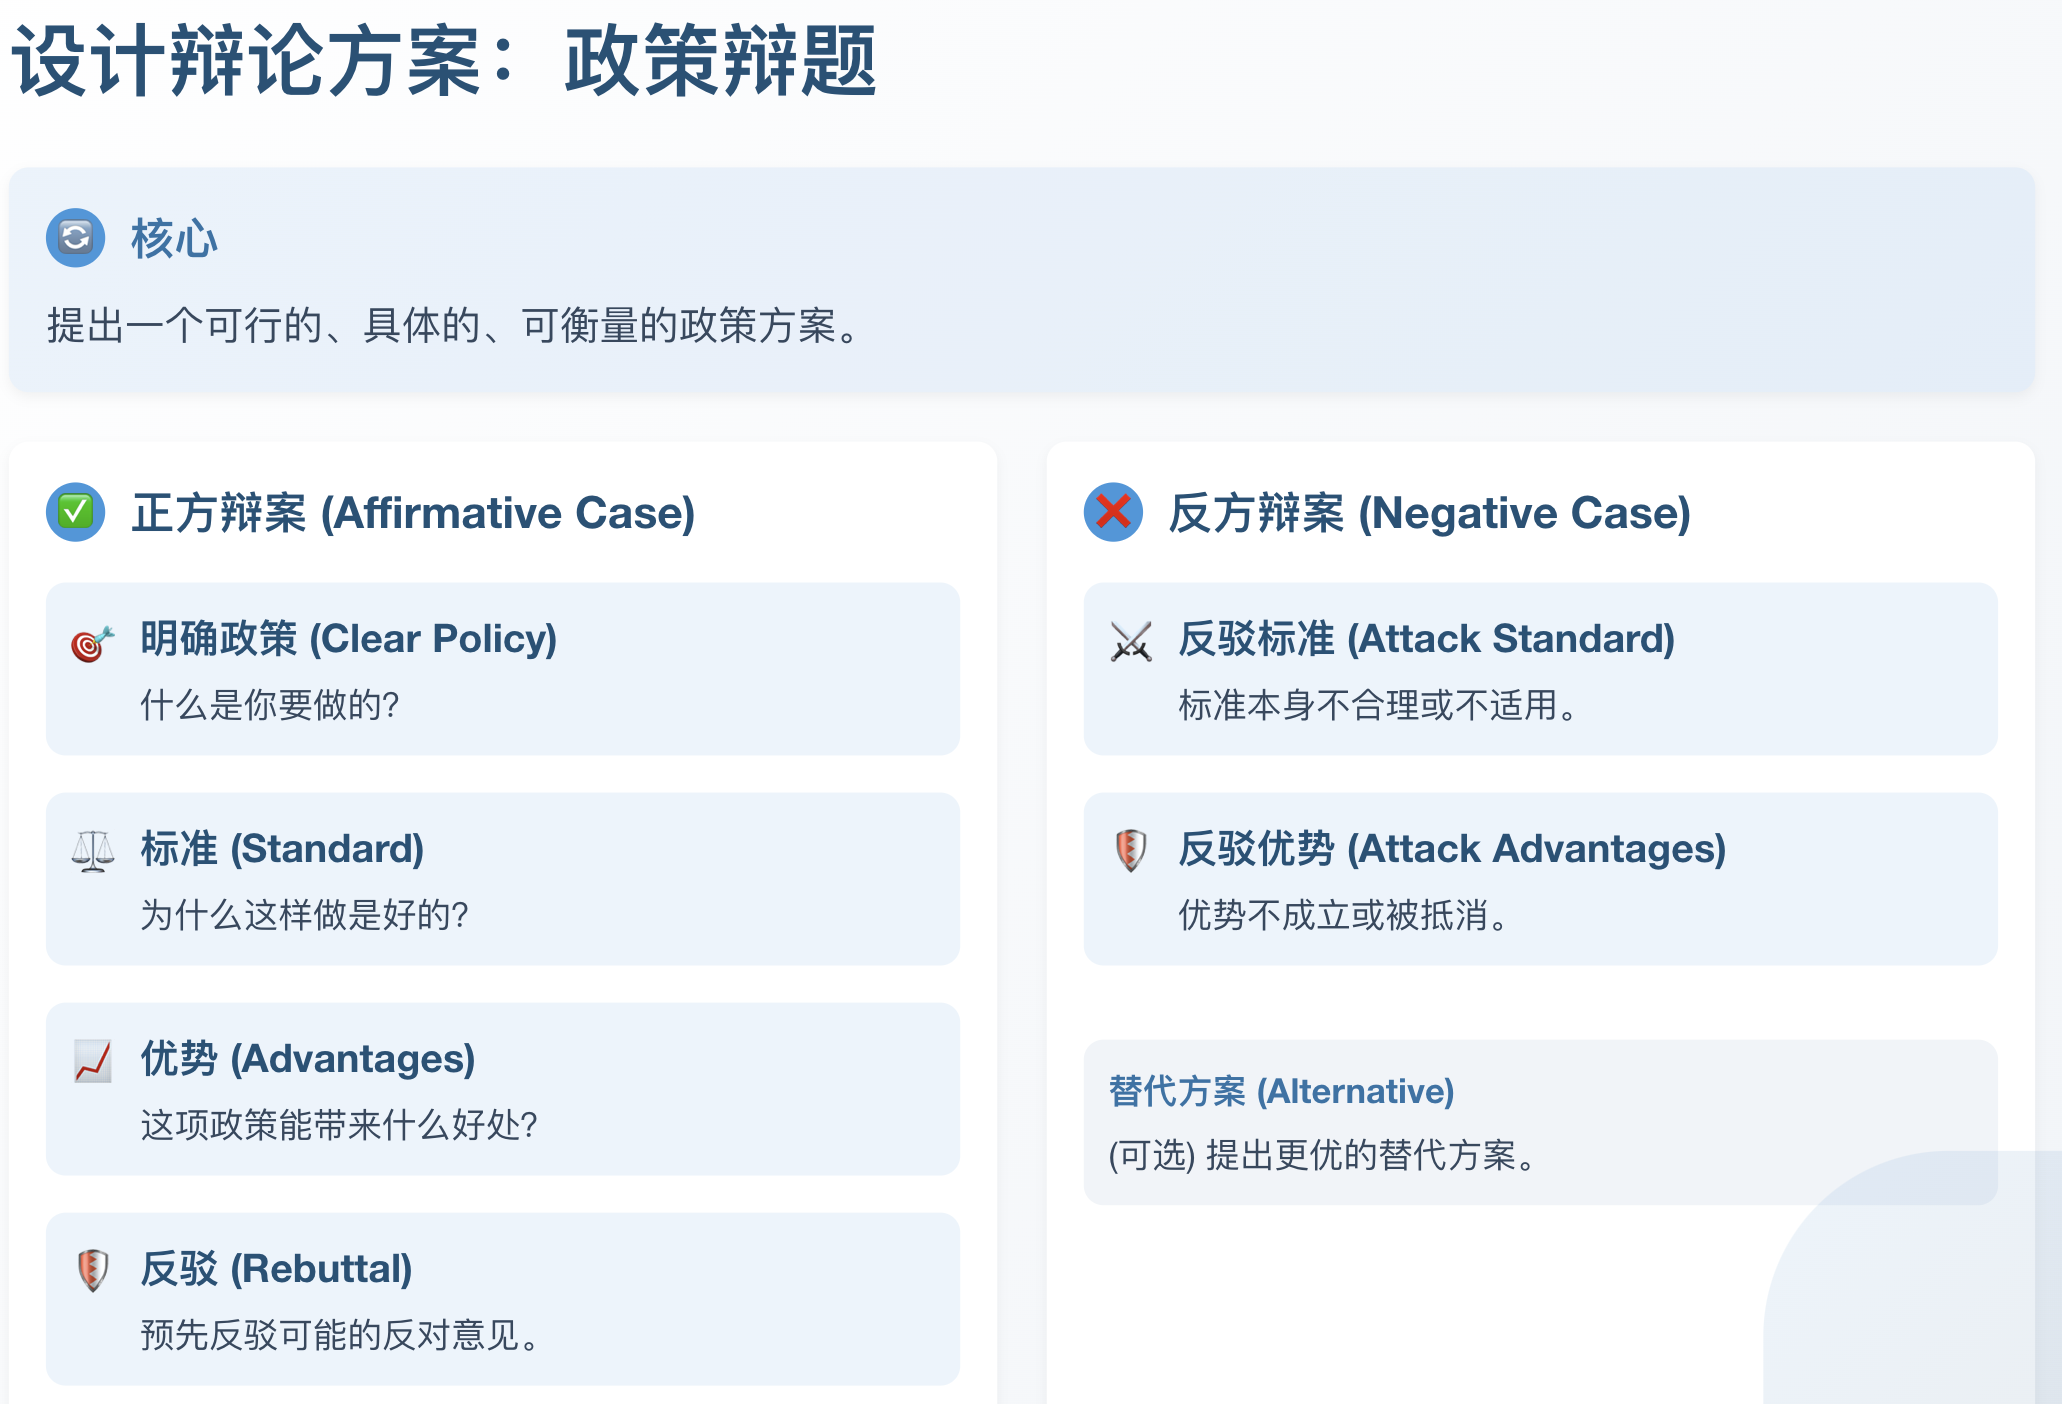 设计辩论方案：政策辩题
核心
提出一个可行的、具体的、可衡量的政策方案。
正方辩案 (Affirmative Case)
明确政策 (Clear Policy)
什么是你要做的?
标准 (Standard)
为什么这样做是好的?
优势 (Advantages)
这项政策能带来什么好处?
反驳 (Rebuttal)
预先反驳可能的反对意见。
反方辩案 (Negative Case)
反驳标准 (Attack Standard)
标准本身不合理或不适用。
反驳优势 (Attack Advantages)
优势不成立或被抵消。
替代方案 (Alternative)
(可选) 提出更优的替代方案。